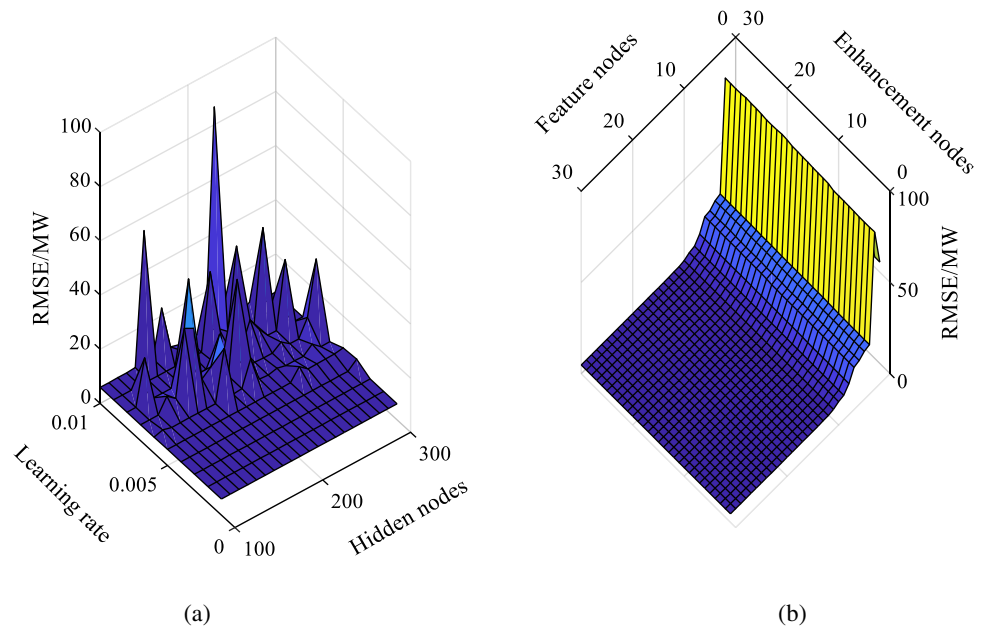 100
80
60
40
20
0
RMSE/MW
0.01
0.005
0
Learning rate
100
200
300
Hidden nodes
(a)
0
10
20
30
Feature nodes
30
20
10
0
Enhancement nodes
100
50
0
RMSE/MW
(b)